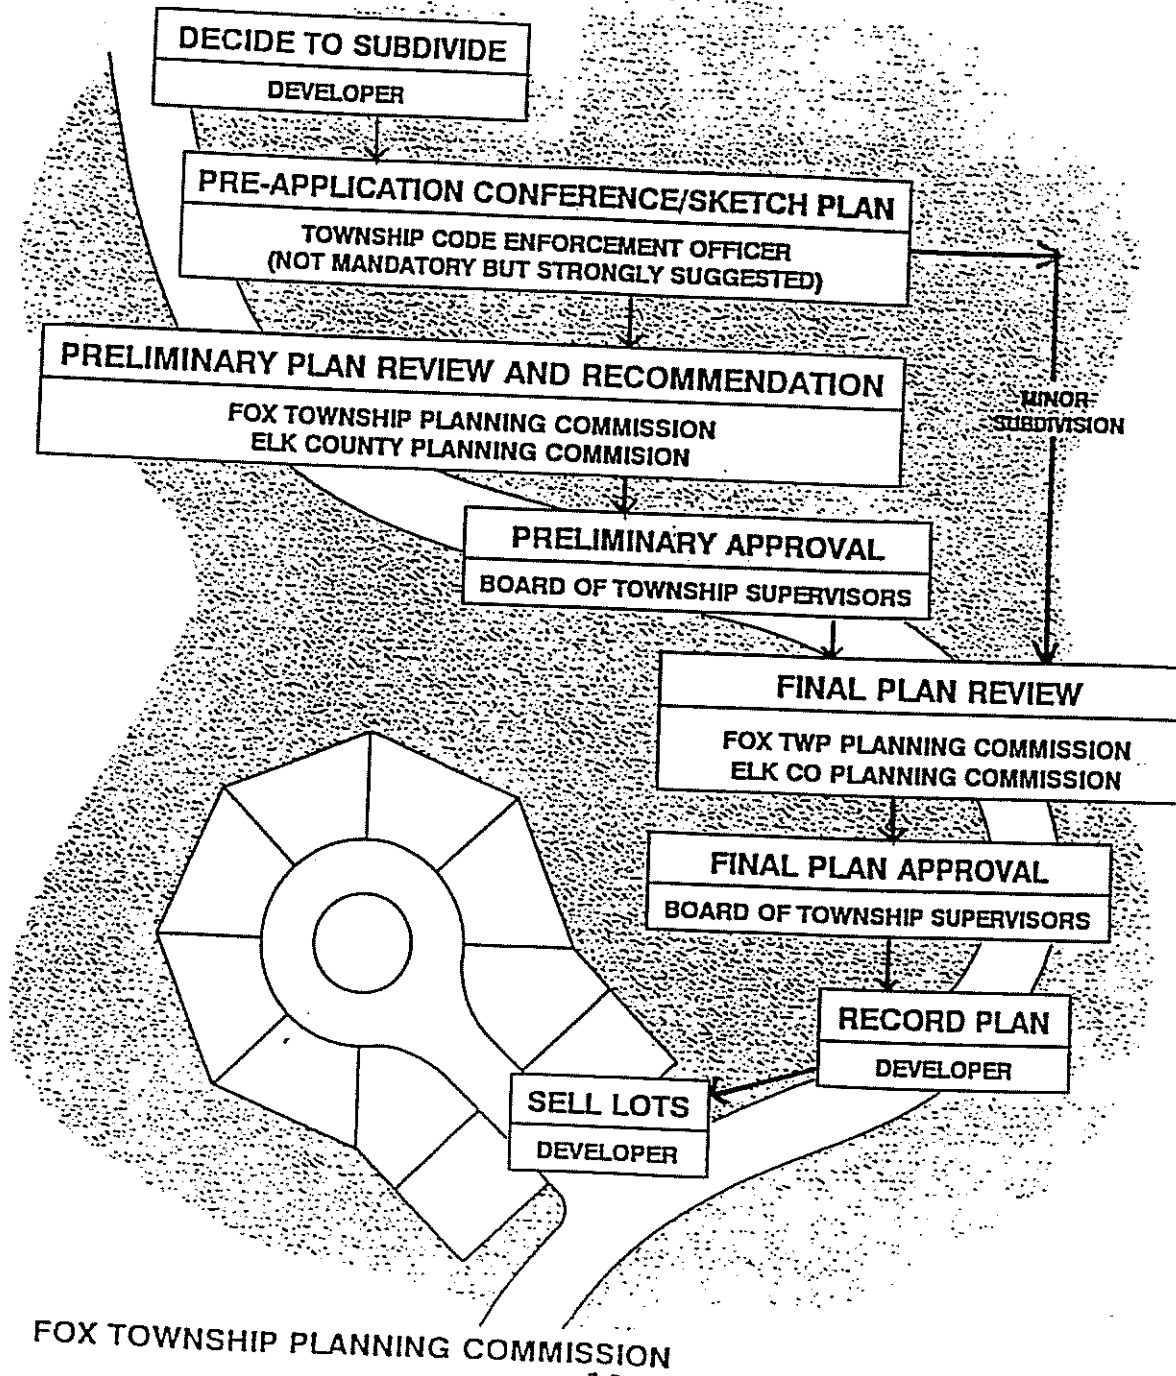 DECIDE TO SUBDIVIDE
DEVELOPER
PRE-APPLICATION CONFERENCE/SKETCH PLAN
TOWNSHIP CODE ENFORCEMENT OFFICER
(NOT MANDATORY BUT STRONGLY SUGGESTED)
PRELIMINARY PLAN REVIEW AND RECOMMENDATION
FOX TOWNSHIP PLANNING COMMISSION
ELK COUNTY PLANNING COMMISION
MINOR
SUBDIVISION
PRELIMINARY APPROVAL
BOARD OF TOWNSHIP SUPERVISORS
FINAL PLAN REVIEW
FOX TWP PLANNING COMMISSION
ELK CO PLANNING COMMISSION
FINAL PLAN APPROVAL
BOARD OF TOWNSHIP SUPERVISORS
RECORD PLAN
DEVELOPER
SELL LOTS
DEVELOPER
FOX TOWNSHIP PLANNING COMMISSION